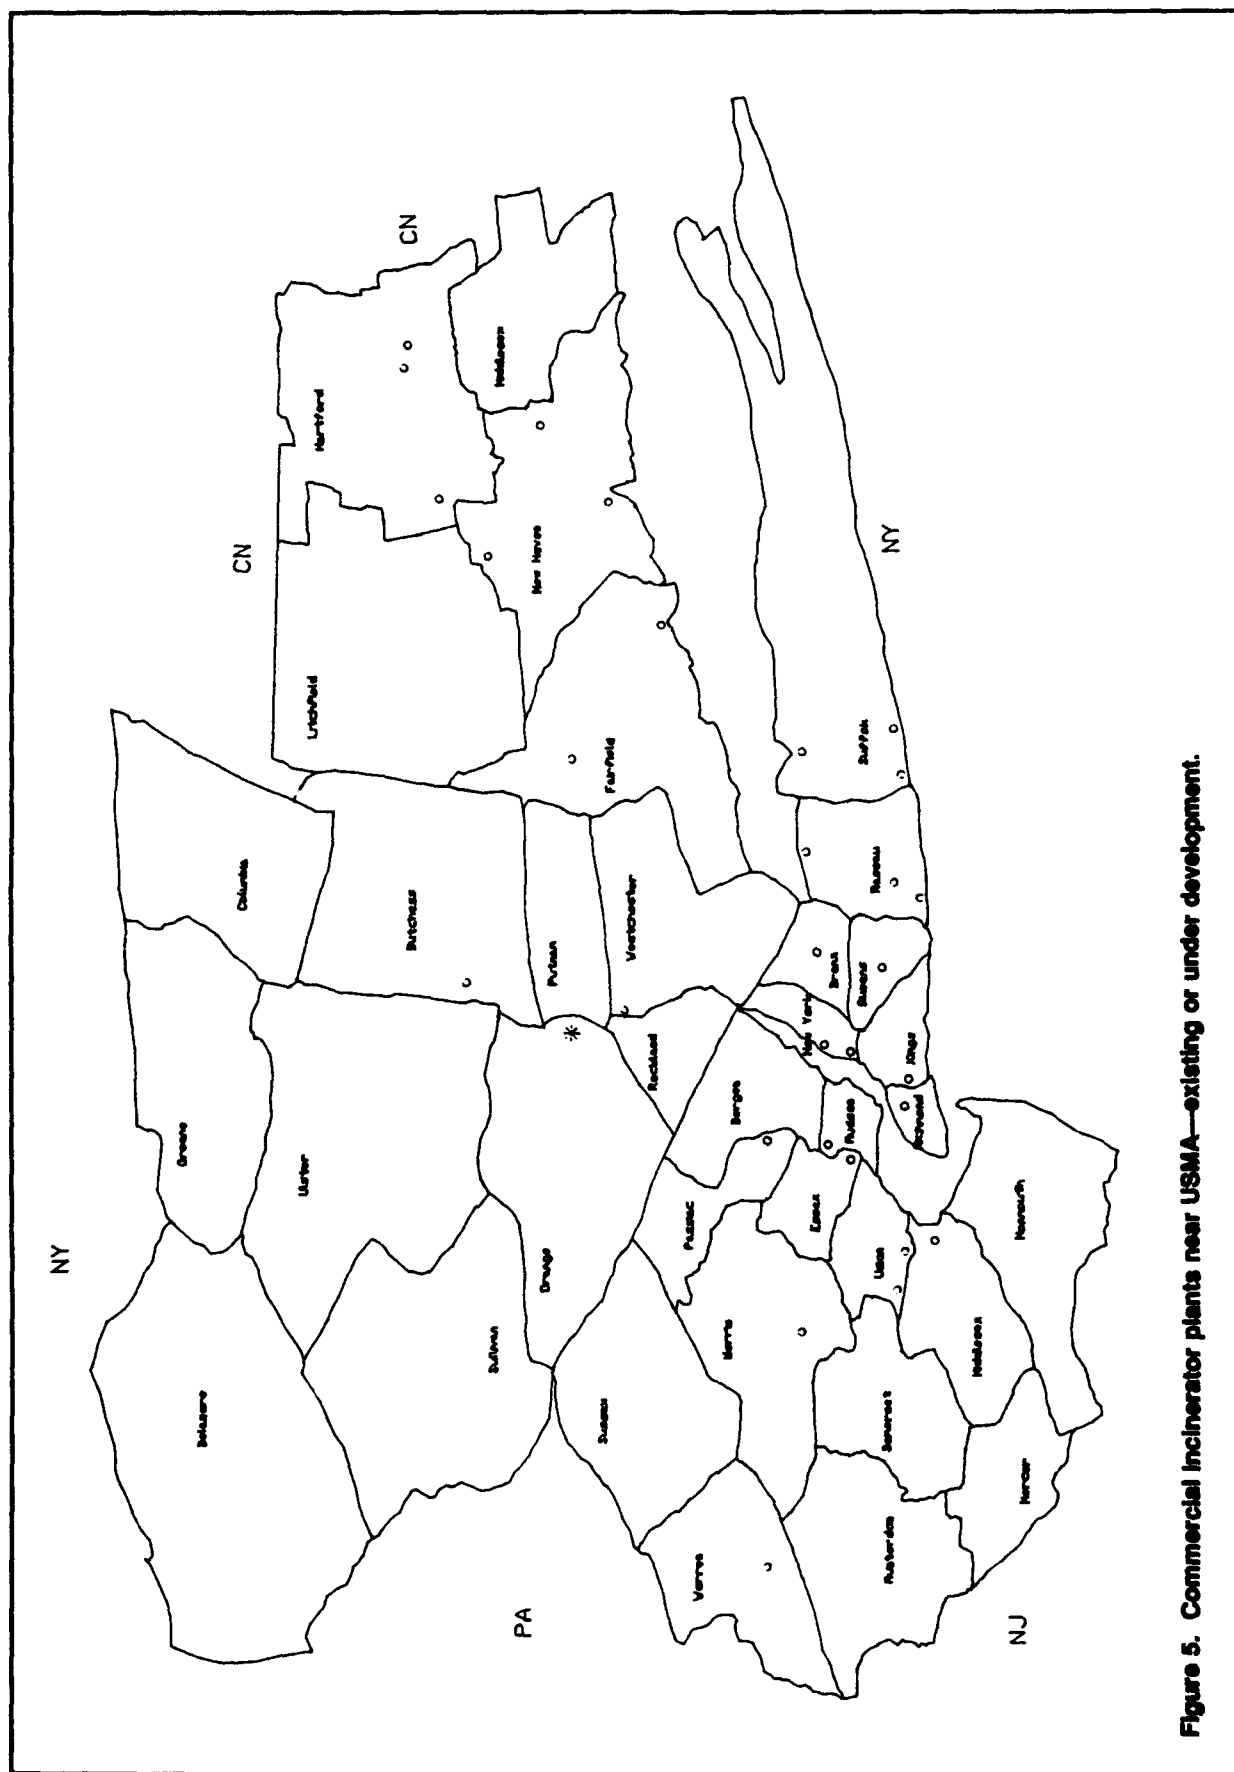 NY
CN
CN
NY
PA
NJ
Delaware
Greene
Columbia
Ulster
Sullivan
Dutchess
Orange
Putnam
Litchfield
Hartford
Middlesex
New Haven
Fairfield
Westchester
Rockland
Sussex
Passaic
Bergen
Warren
Morris
Essex
Hudson
New York
Bronx
Queens
Kings
Richmond
Nassau
Suffolk
Union
Somerset
Hunterdon
Middlesex
Mercer
Monmouth
Figure 5. Commercial incinerator plants near USMA—existing or under development.